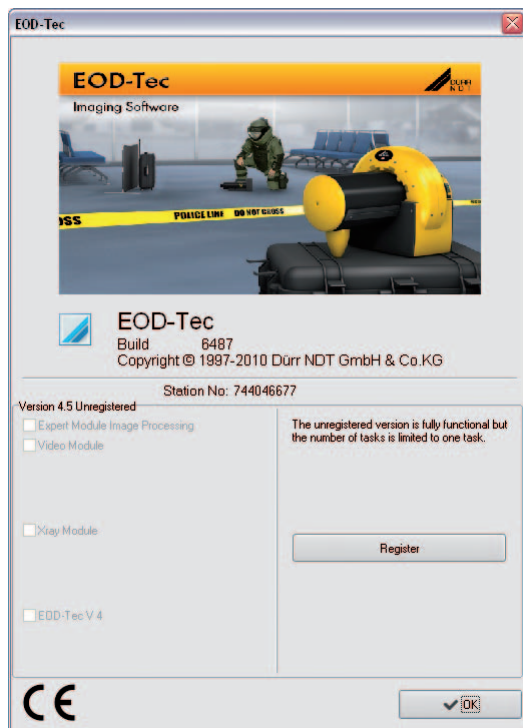 EOD-Tec
EOD-Tec
DÜRR
NDT
Imaging Software
OSS
POLICE LINE DO NOT CROSS
EOD-Tec
Build 6487
Copyright © 1997-2010 Dürr NDT GmbH & Co.KG
Station No: 744046677
Version 4.5 Unregistered
Expert Module Image Processing
Video Module
Xray Module
EOD-Tec V 4
The unregistered version is fully functional but
the number of tasks is limited to one task.
Register
CE
OK